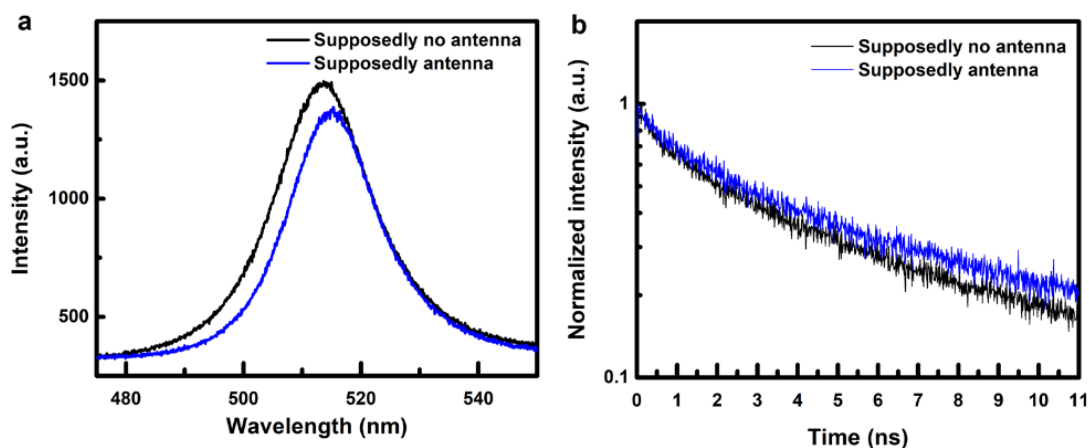 a
Supposedly no antenna
Supposedly antenna
1500
1000
500
Intensity (a.u.)
480
500
520
540
Wavelength (nm)
b
Supposedly no antenna
Supposedly antenna
1
0.1
Normalized intensity (a.u.)
0 1 2 3 4 5 6 7 8 9 10 11
Time (ns)